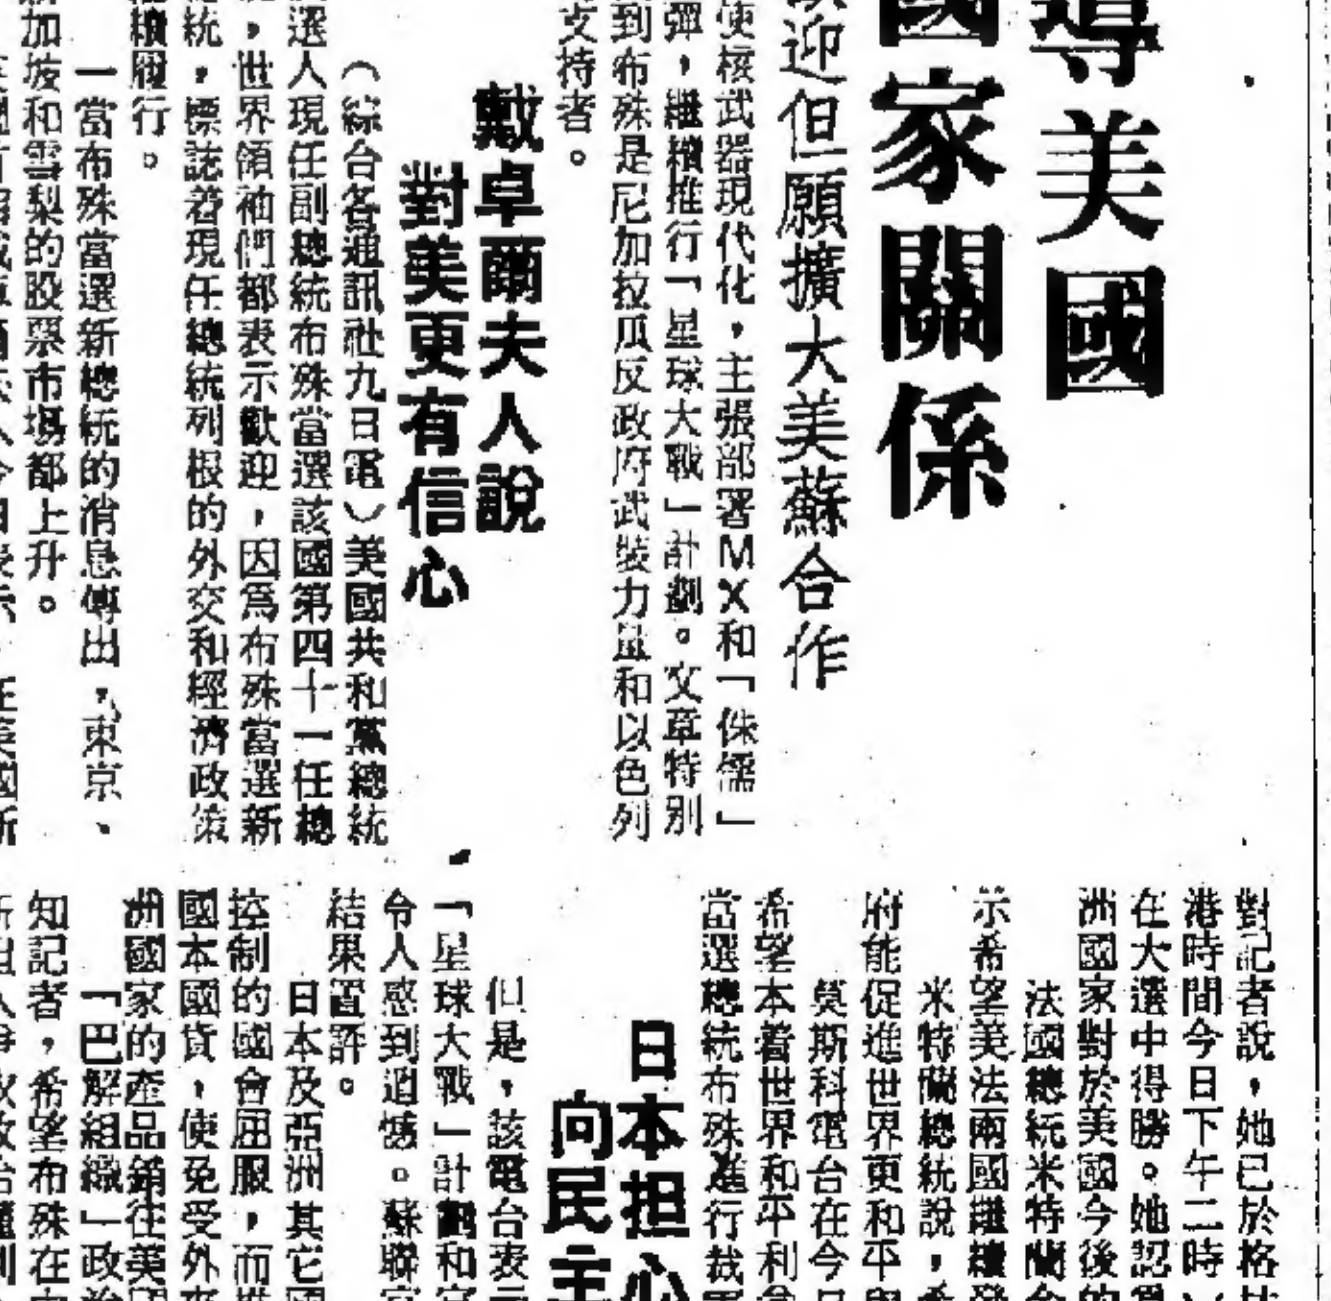 導美國
國家關係
迎但願擴大美蘇合作
使核武器現代化，主張部署MX和「侏儒」
彈，繼續推行「星球大戰」計劃。文章特別
到布殊是尼加拉瓜反政府武裝力量和以色列
支持者。
戴卓爾夫人說
對美更有信心
（綜合各通訊社九日電）美國共和黨總統
選人現任副總統布殊當選該國第四十一任總
，世界領袖們都表示歡迎，因為布殊當選新
統，標誌着現任總統列根的外交和經濟政策
續履行。
一當布殊當選新總統的消息傳出，東京、
加坡和雪梨的股票市場都上升。
對記者說，她已於格林
港時間今日下午二時
在大選中得勝。她認為
洲國家對於美國今後的
法國總統米特蘭
示希望美法兩國繼續發
米特蘭總統說，希
府能促進世界更和平與
莫斯科電台在今日
希望本着世界和平利益
當選總統布殊進行裁軍
日本担心
向民主
但是，該電台表示
「星球大戰」計劃和
令人感到遺憾。蘇聯官
結果置評。
日本及亞洲其它國
控制的國會屈服，而推
國本國貨，使免受外來
洲國家的產品銷往美國
「巴解組織」政治
知記者，希望布殊在